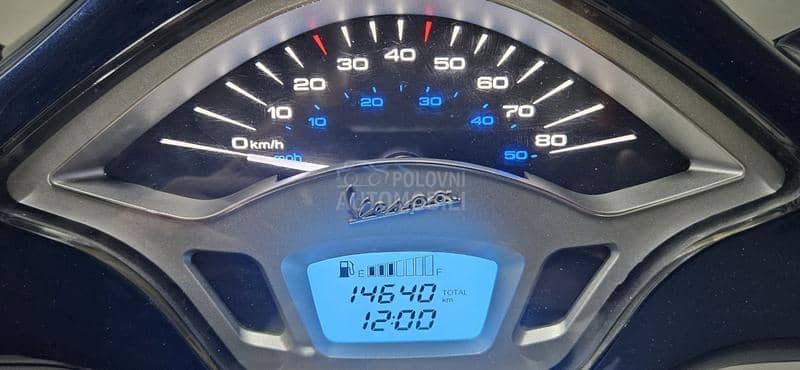 0 km/h 10 20 30 40 50 60 70 80
mph 10 20 30 40 50
POLOVNI
AUTOMOBILI
Vespa
E F
14640 TOTAL km
12:00